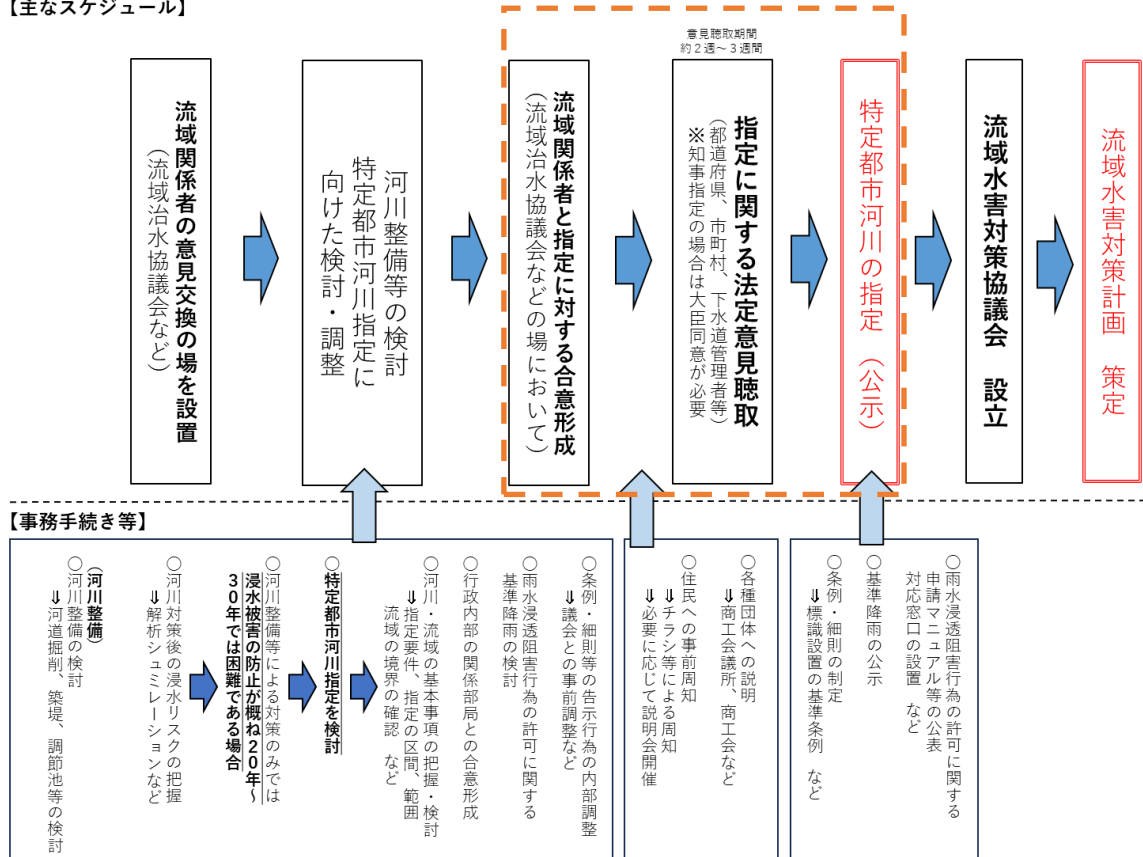 【主なスケジュール】
流域関係者の意見交換の場を設置
（流域治水協議会など）
河川整備等の検討
特定都市河川指定に
向けた検討・調整
流域関係者と指定に対する合意形成
（流域治水協議会などの場において）
意見聴取期間
約２週～３週間
指定に関する法定意見聴取
（都道府県、市町村、下水道管理者等）
※知事指定の場合は大臣同意が必要
特定都市河川の指定　（公示）
流域水害対策協議会　設立
流域水害対策計画　策定
【事務手続き等】
（河川整備）
○河川整備の検討
⇒河道掘削、築堤、調節池等の検討
○河川対策後の浸水リスクの把握
⇒解析シュミレーションなど
○河川整備等による対策のみでは
浸水被害の防止が概ね２０年～
３０年では困難である場合
○特定都市河川指定を検討
○河川・流域の基本事項の把握・検討
⇒指定要件、指定の区間、範囲
流域の境界の確認　など
○行政内部の関係部局との合意形成
○雨水浸透阻害行為の許可に関する
基準降雨の検討
○条例・細則等の告示行為の内部調整
⇒議会との事前調整など
○住民への事前周知
⇒チラシ等による周知
⇒必要に応じて説明会開催
○各種団体への説明
⇒商工会議所、商工会など
○条例・細則の制定
⇒標識設置の基準条例　など
○基準降雨の公示
○雨水浸透阻害行為の許可に関する
申請マニュアル等の公表
対応窓口の設置　など